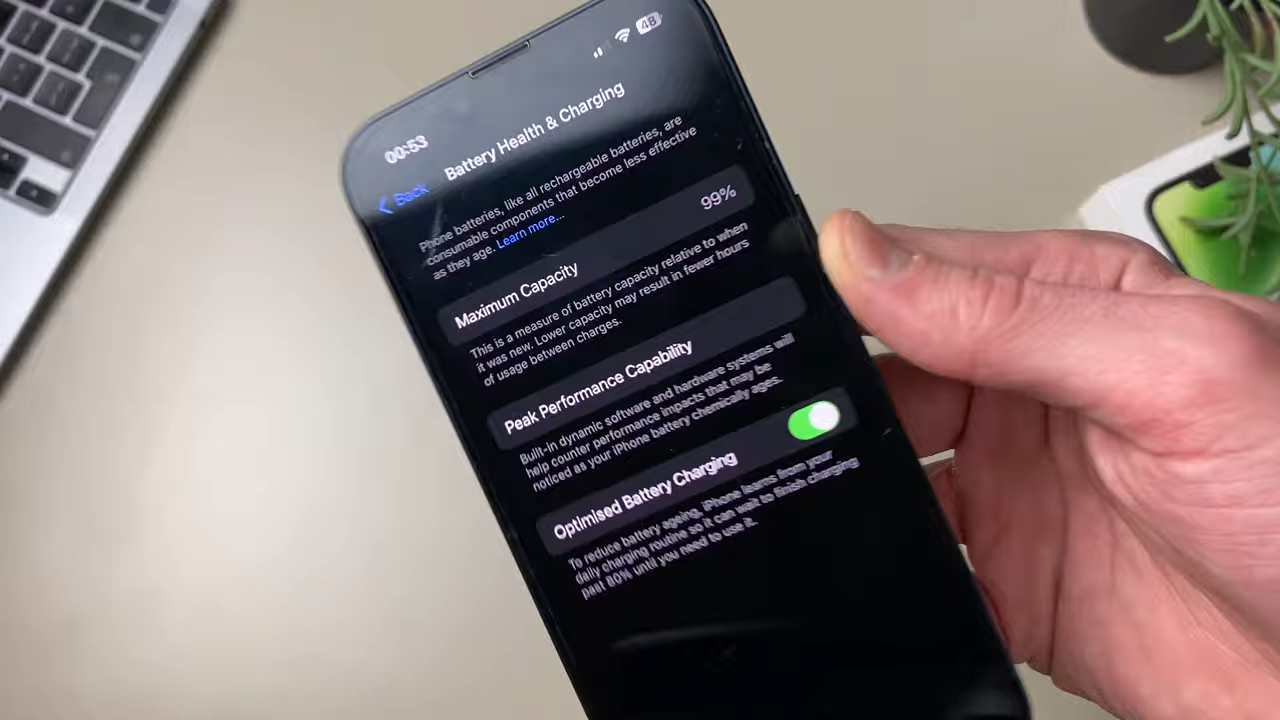 48
00:53
Back
Battery Health & Charging
Phone batteries, like all rechargeable batteries, are
consumable components that become less effective
as they age. Learn more...
Maximum Capacity 99%
This is a measure of battery capacity relative to when
it was new. Lower capacity may result in fewer hours
of usage between charges.
Peak Performance Capability
Built-in dynamic software and hardware systems will
help counter performance impacts that may be
noticed as your iPhone battery chemically ages.
Optimised Battery Charging
To reduce battery ageing, iPhone learns from your
daily charging routine so it can wait to finish charging
past 80% until you need to use it.